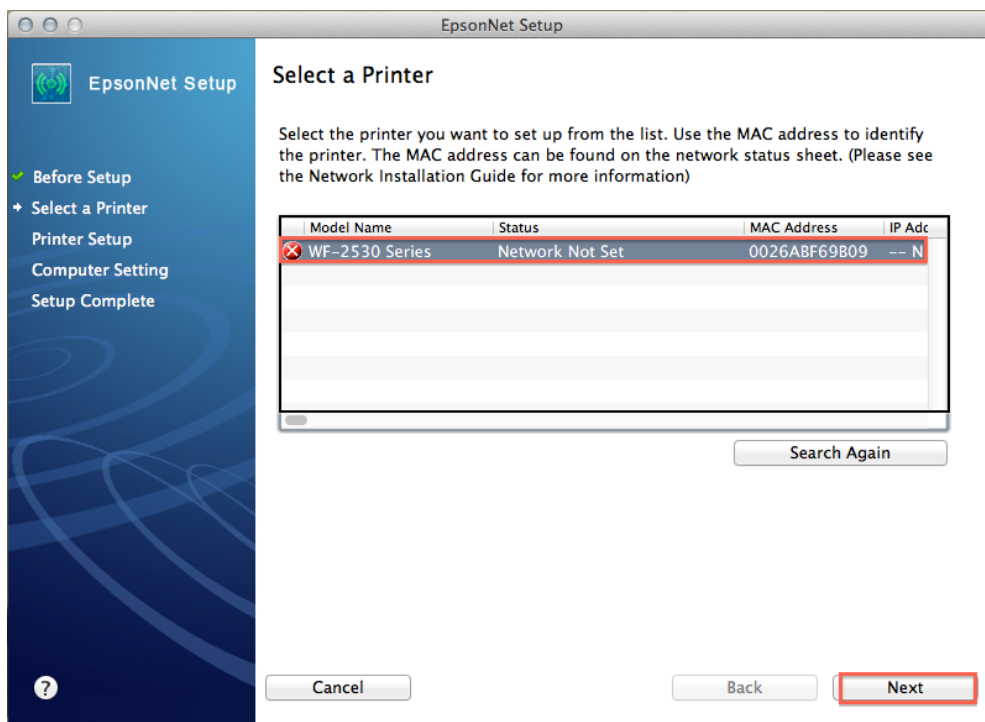 EpsonNet Setup
EpsonNet Setup
Before Setup
Select a Printer
Printer Setup
Computer Setting
Setup Complete
Select a Printer
Select the printer you want to set up from the list. Use the MAC address to identify
the printer. The MAC address can be found on the network status sheet. (Please see
the Network Installation Guide for more information)
Model Name Status MAC Address IP Adc
WF-2530 Series Network Not Set 0026ABF69B09 -- N
Search Again
?
Cancel Back Next